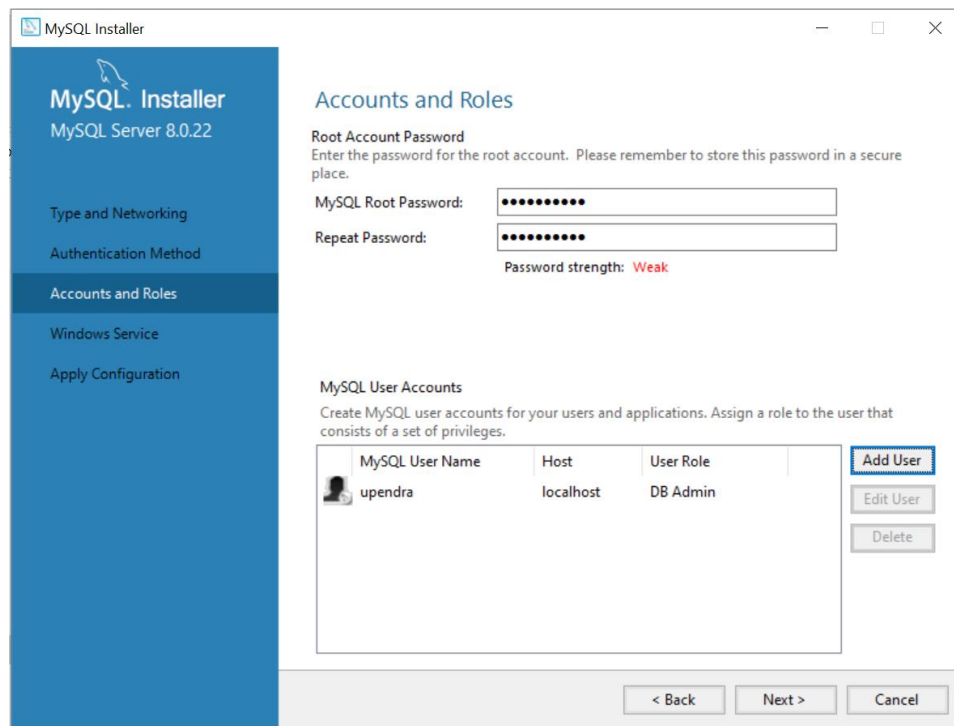 MySQL Installer
MySQL. Installer
MySQL Server 8.0.22
Type and Networking
Authentication Method
Accounts and Roles
Windows Service
Apply Configuration
Accounts and Roles
Root Account Password
Enter the password for the root account. Please remember to store this password in a secure
place.
MySQL Root Password: ●●●●●●●●●●
Repeat Password: ●●●●●●●●●●
Password strength: Weak
MySQL User Accounts
Create MySQL user accounts for your users and applications. Assign a role to the user that
consists of a set of privileges.
MySQL User Name Host User Role
upendra localhost DB Admin
Add User
Edit User
Delete
< Back Next > Cancel